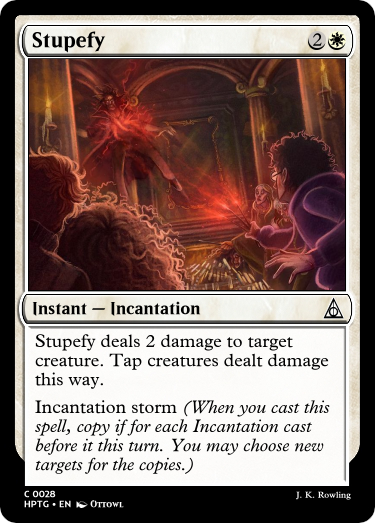 Stupefy 2
Instant — Incantation
Stupefy deals 2 damage to target
creature. Tap creatures dealt damage
this way.
Incantation storm (When you cast this
spell, copy if for each Incantation cast
before it this turn. You may choose new
targets for the copies.)
C 0028
HPTG • EN Ottowl
J. K. Rowling